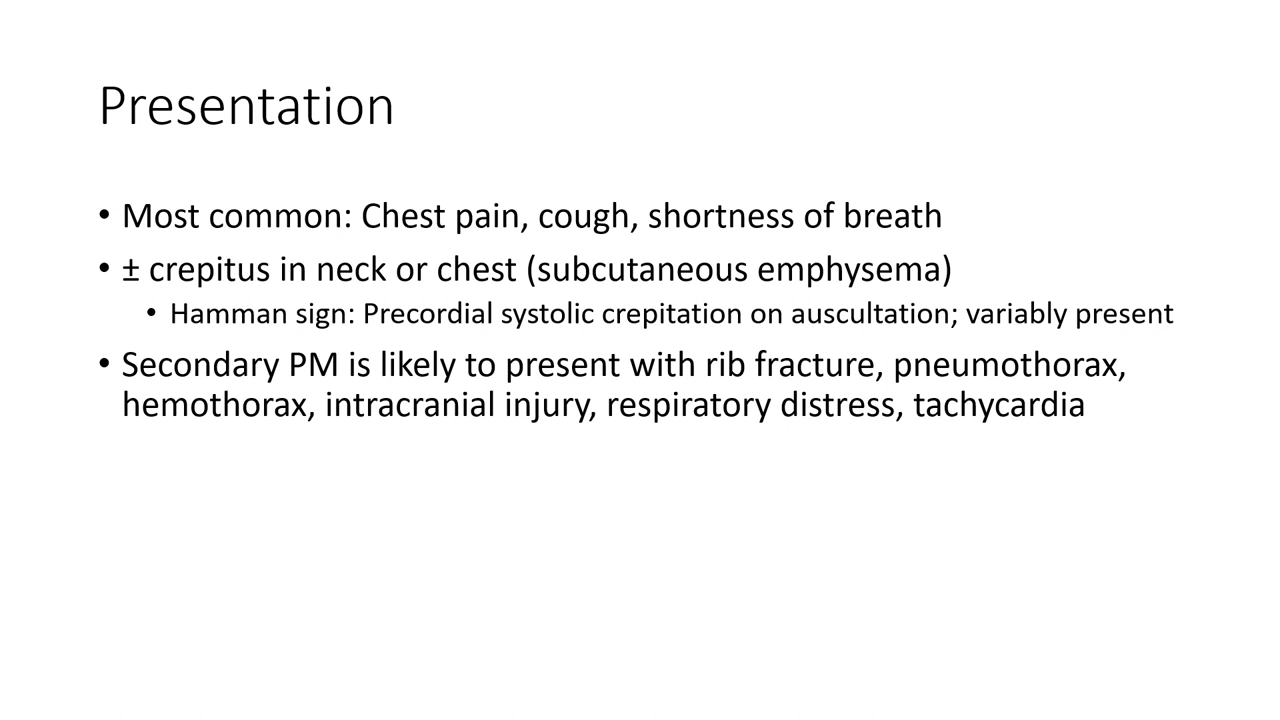 Presentation
• Most common: Chest pain, cough, shortness of breath
• ± crepitus in neck or chest (subcutaneous emphysema)
• Hamman sign: Precordial systolic crepitation on auscultation; variably present
• Secondary PM is likely to present with rib fracture, pneumothorax,
hemothorax, intracranial injury, respiratory distress, tachycardia